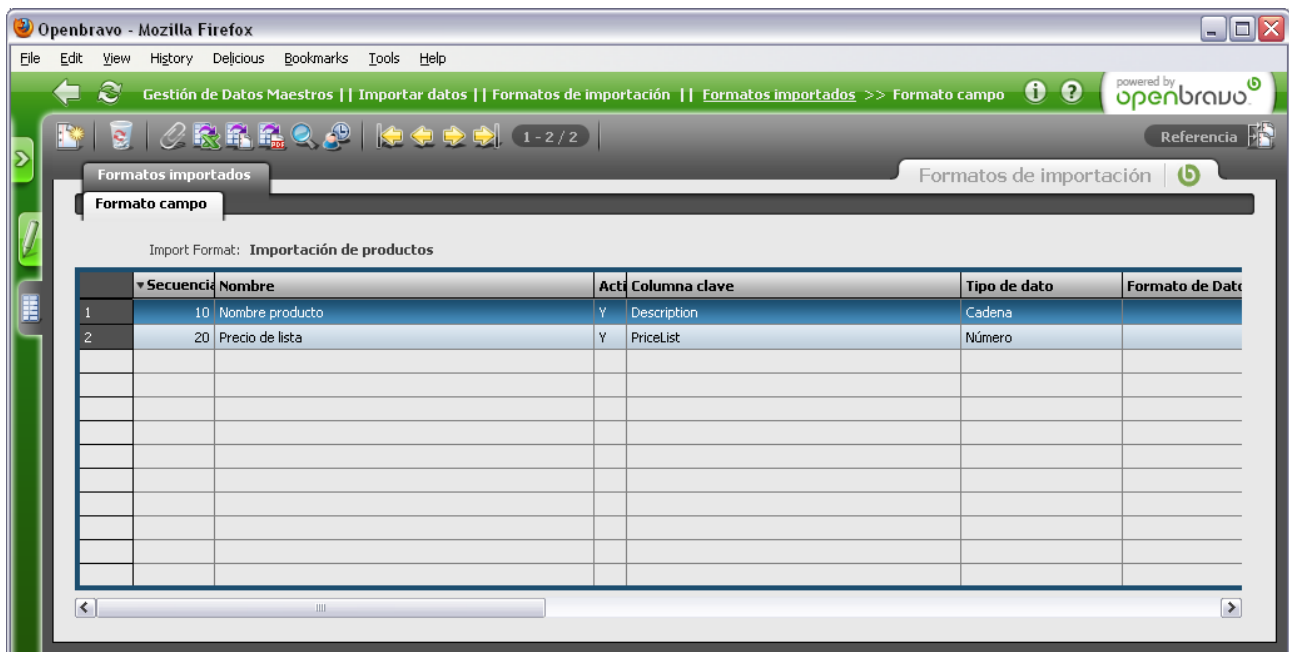 Openbravo - Mozilla Firefox
File Edit View History Delicious Bookmarks Tools Help
Gestión de Datos Maestros || Importar datos || Formatos de importación || Formatos importados >> Formato campo
powered by
openbravo
1 - 2 / 2
Referencia
Formatos importados
Formatos de importación
Formato campo
Import Format: Importación de productos
Secuencia Nombre Acti Columna clave Tipo de dato Formato de Dato
1 10 Nombre producto Y Description Cadena
2 20 Precio de lista Y PriceList Número